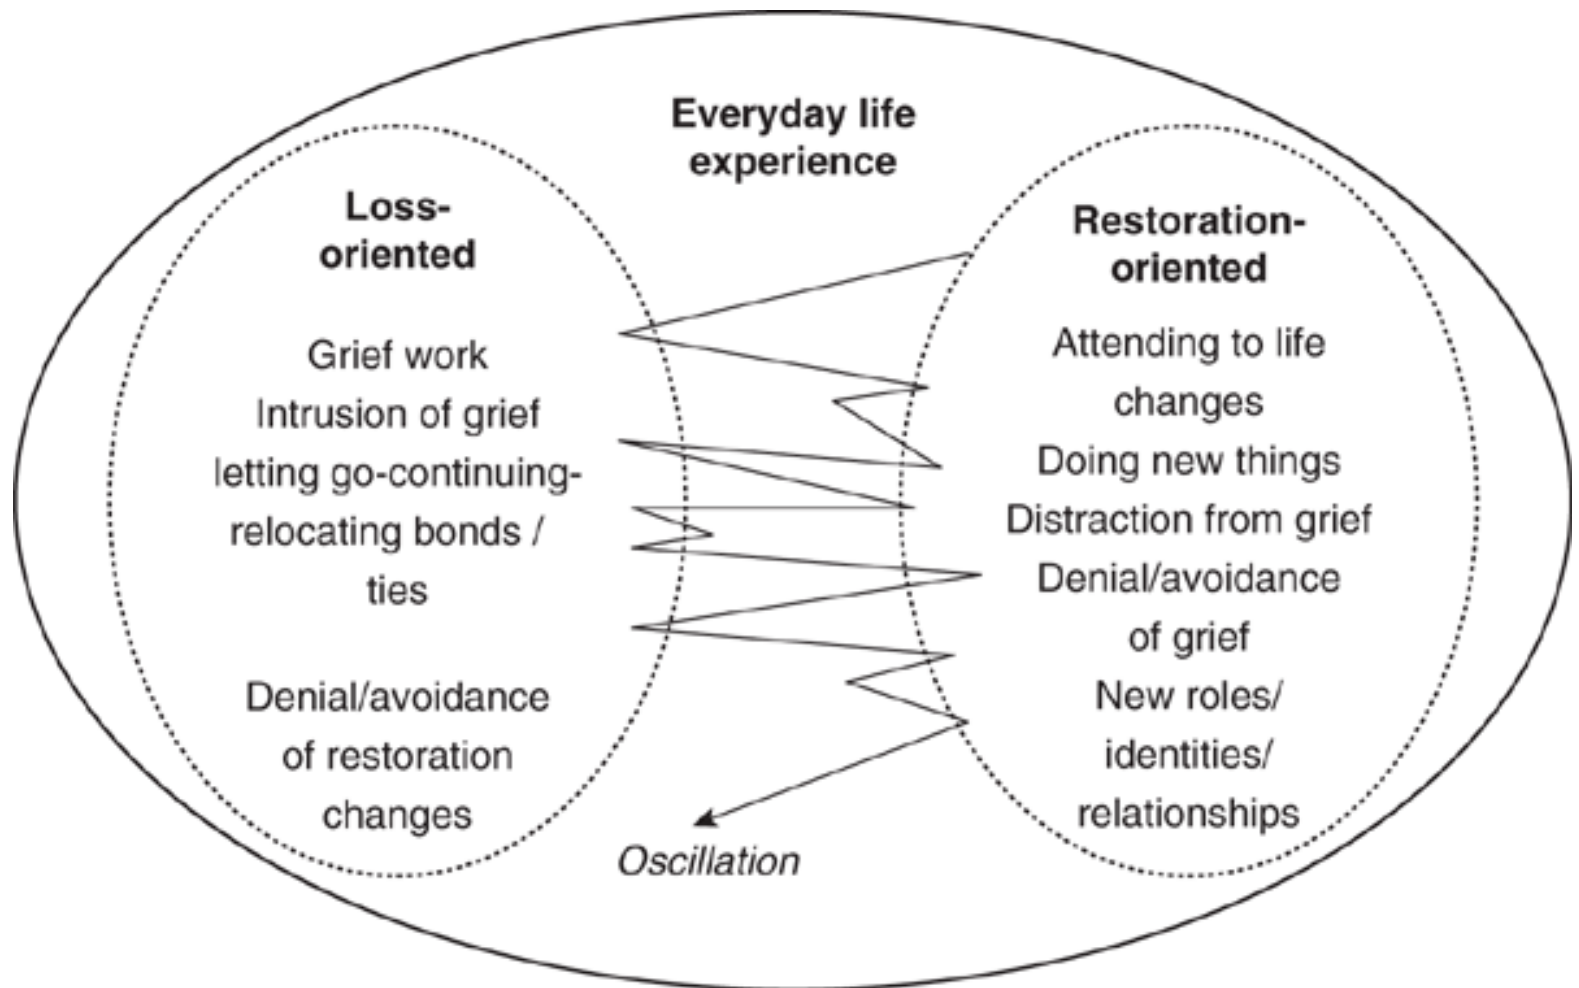 Everyday life
experience
Loss-
oriented
Grief work
Intrusion of grief
letting go-continuing-
relocating bonds /
ties
Denial/avoidance
of restoration
changes
Restoration-
oriented
Attending to life
changes
Doing new things
Distraction from grief
Denial/avoidance
of grief
New roles/
identities/
relationships
Oscillation